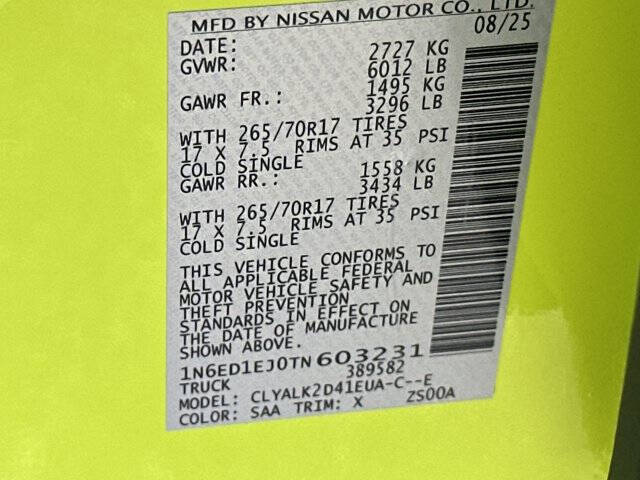 MFD BY NISSAN MOTOR CO., LTD.
DATE: 08/25
GVWR: 2727 KG
6012 LB
GAWR FR.: 1495 KG
3296 LB
WITH 265/70R17 TIRES
17 X 7.5 RIMS AT 35 PSI
COLD SINGLE
GAWR RR.: 1558 KG
3434 LB
WITH 265/70R17 TIRES
17 X 7.5 RIMS AT 35 PSI
COLD SINGLE
THIS VEHICLE CONFORMS TO
ALL APPLICABLE FEDERAL
MOTOR VEHICLE SAFETY AND
THEFT PREVENTION
STANDARDS IN EFFECT ON
THE DATE OF MANUFACTURE
SHOWN ABOVE.
1N6ED1EJ0TN603231
TRUCK 389582
MODEL: CLYALK2D41EUA-C--E
COLOR: SAA TRIM: X ZS00A